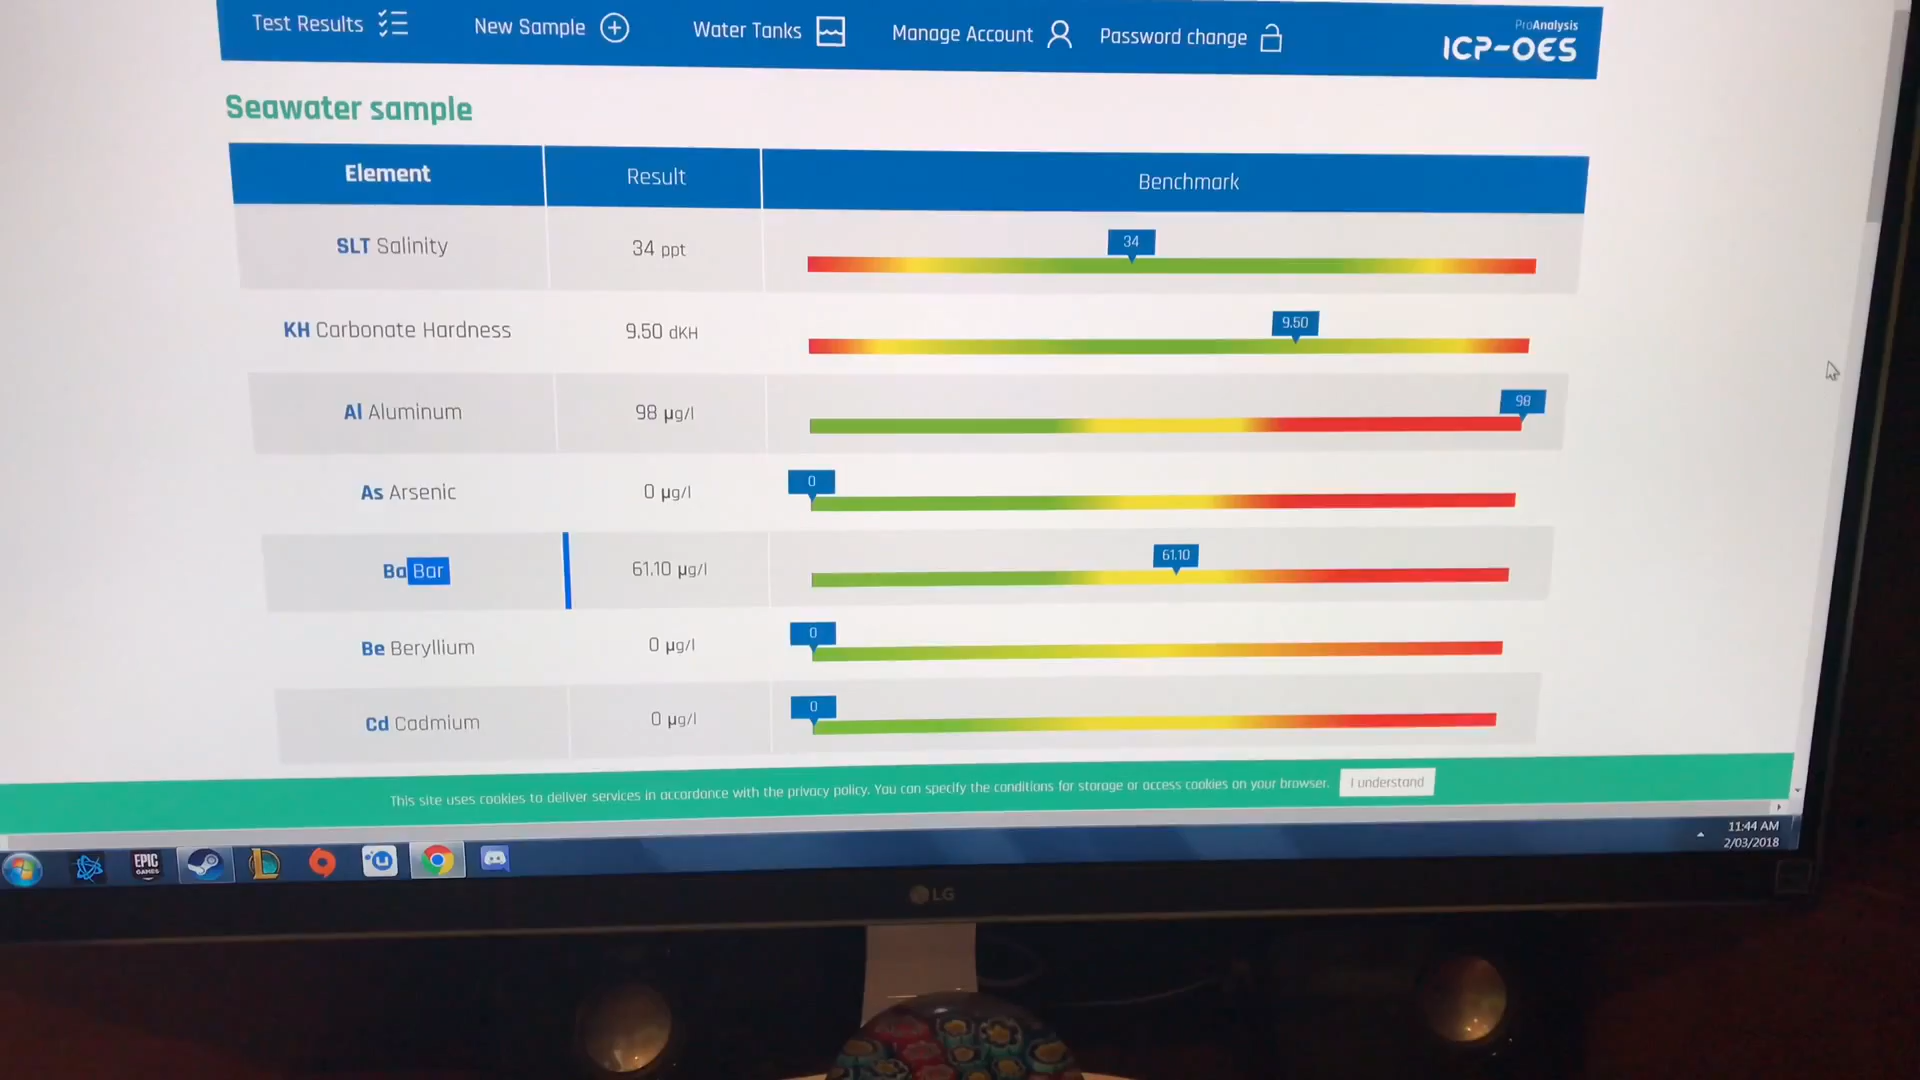 Test Results
New Sample
Water Tanks
Manage Account
Password change
ProAnalysis
ICP-OES
Seawater sample
Element Result Benchmark
SLT Salinity 34 ppt 34
KH Carbonate Hardness 9.50 dKH 9.50
Al Aluminum 98 µg/l 98
As Arsenic 0 µg/l 0
Ba Bar 61.10 µg/l 61.10
Be Beryllium 0 µg/l 0
Cd Cadmium 0 µg/l 0
This site uses cookies to deliver services in accordance with the privacy policy. You can specify the conditions for storage or access cookies on your browser. I understand
11:44 AM
2/03/2018
EPIC
GAMES
LG